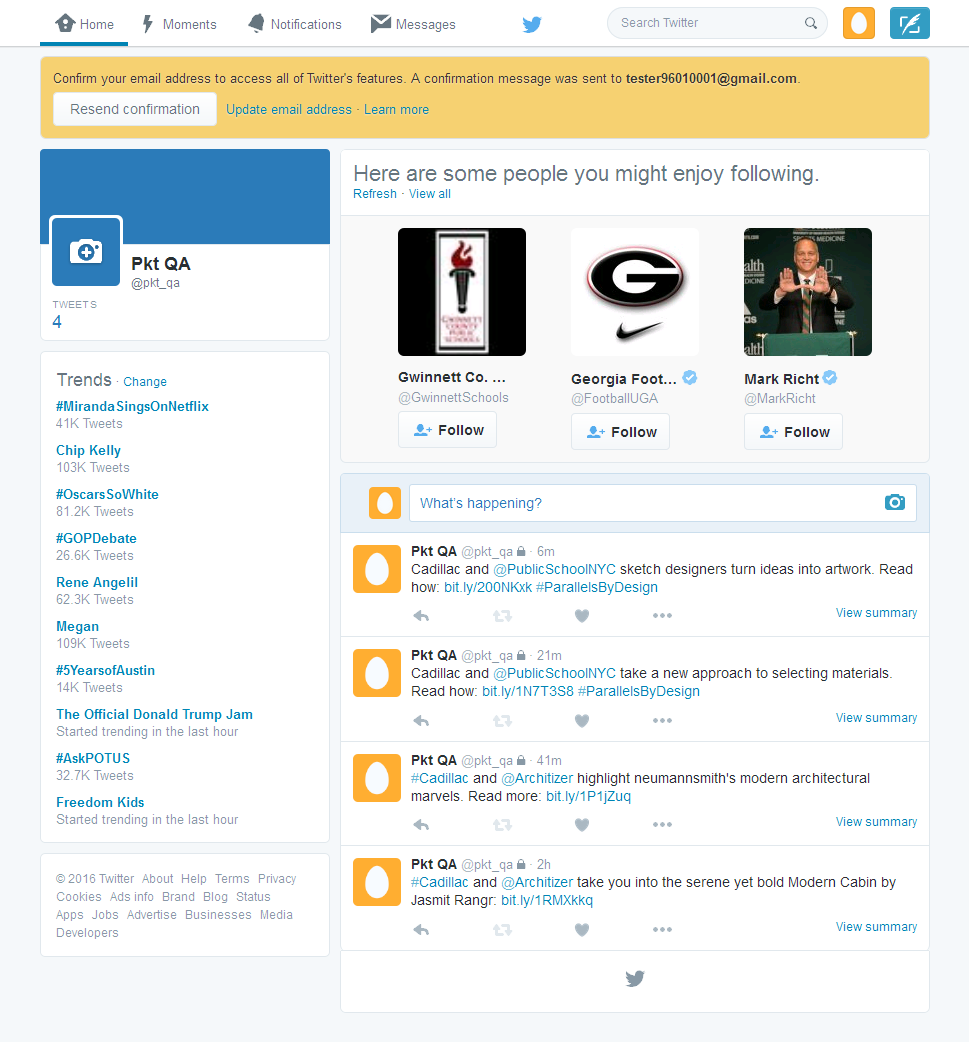 Home Moments Notifications Messages Search Twitter
Confirm your email address to access all of Twitter's features. A confirmation message was sent to tester96010001@gmail.com.
Resend confirmation Update email address · Learn more
Here are some people you might enjoy following.
Refresh · View all
Pkt QA
@pkt_qa
TWEETS
4
GWINNETT
COUNTY
PUBLIC
SCHOOLS
G
SPORTS MEDICINE
Gwinnett Co. ...
@GwinnettSchools
Follow
Georgia Foot...
@FootballUGA
Follow
Mark Richt
@MarkRicht
Follow
Trends · Change
#MirandaSingsOnNetflix
41K Tweets
Chip Kelly
103K Tweets
#OscarsSoWhite
81.2K Tweets
#GOPDebate
26.6K Tweets
Rene Angelil
62.3K Tweets
Megan
109K Tweets
#5YearsofAustin
14K Tweets
The Official Donald Trump Jam
Started trending in the last hour
#AskPOTUS
32.7K Tweets
Freedom Kids
Started trending in the last hour
© 2016 Twitter About Help Terms Privacy
Cookies Ads info Brand Blog Status
Apps Jobs Advertise Businesses Media
Developers
What's happening?
Pkt QA @pkt_qa · 6m
Cadillac and @PublicSchoolNYC sketch designers turn ideas into artwork. Read
how: bit.ly/200NKxk #ParallelsByDesign
View summary
Pkt QA @pkt_qa · 21m
Cadillac and @PublicSchoolNYC take a new approach to selecting materials.
Read how: bit.ly/1N7T3S8 #ParallelsByDesign
View summary
Pkt QA @pkt_qa · 41m
#Cadillac and @Architizer highlight neumannsmith's modern architectural
marvels. Read more: bit.ly/1P1jZuq
View summary
Pkt QA @pkt_qa · 2h
#Cadillac and @Architizer take you into the serene yet bold Modern Cabin by
Jasmit Rangr: bit.ly/1RMXkkq
View summary